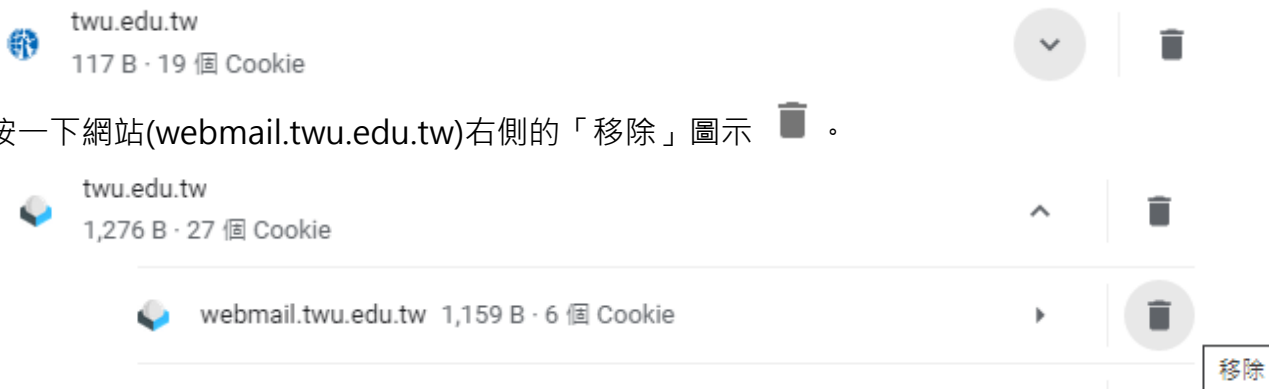 twu.edu.tw
117 B · 19 個 Cookie
按一下網站(webmail.twu.edu.tw)右側的「移除」圖示 。
twu.edu.tw
1,276 B · 27 個 Cookie
webmail.twu.edu.tw 1,159 B · 6 個 Cookie
移除